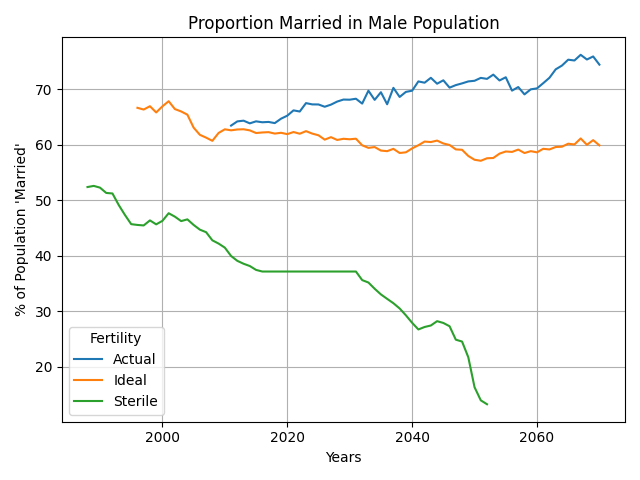 Proportion Married in Male Population
% of Population 'Married'
70
60
50
40
30
20
Fertility
Actual
Ideal
Sterile
2000 2020 2040 2060
Years